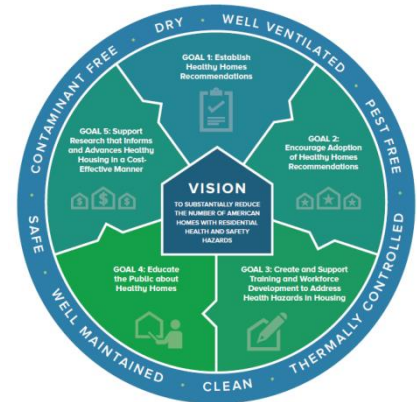 DRY • WELL VENTILATED • PEST FREE • THERMALLY CONTROLLED • CLEAN • WELL MAINTAINED • SAFE • CONTAMINANT FREE •
GOAL 1: Establish
Healthy Homes
Recommendations
GOAL 2:
Encourage Adoption
of Healthy Homes
Recommendations
GOAL 3: Create and Support
Training and Workforce
Development to Address
Health Hazards in Housing
GOAL 4: Educate
the Public about
Healthy Homes
GOAL 5: Support
Research that Informs
and Advances Healthy
Housing in a Cost-
Effective Manner
$ $ $
VISION
TO SUBSTANTIALLY REDUCE
THE NUMBER OF AMERICAN
HOMES WITH RESIDENTIAL
HEALTH AND SAFETY
HAZARDS